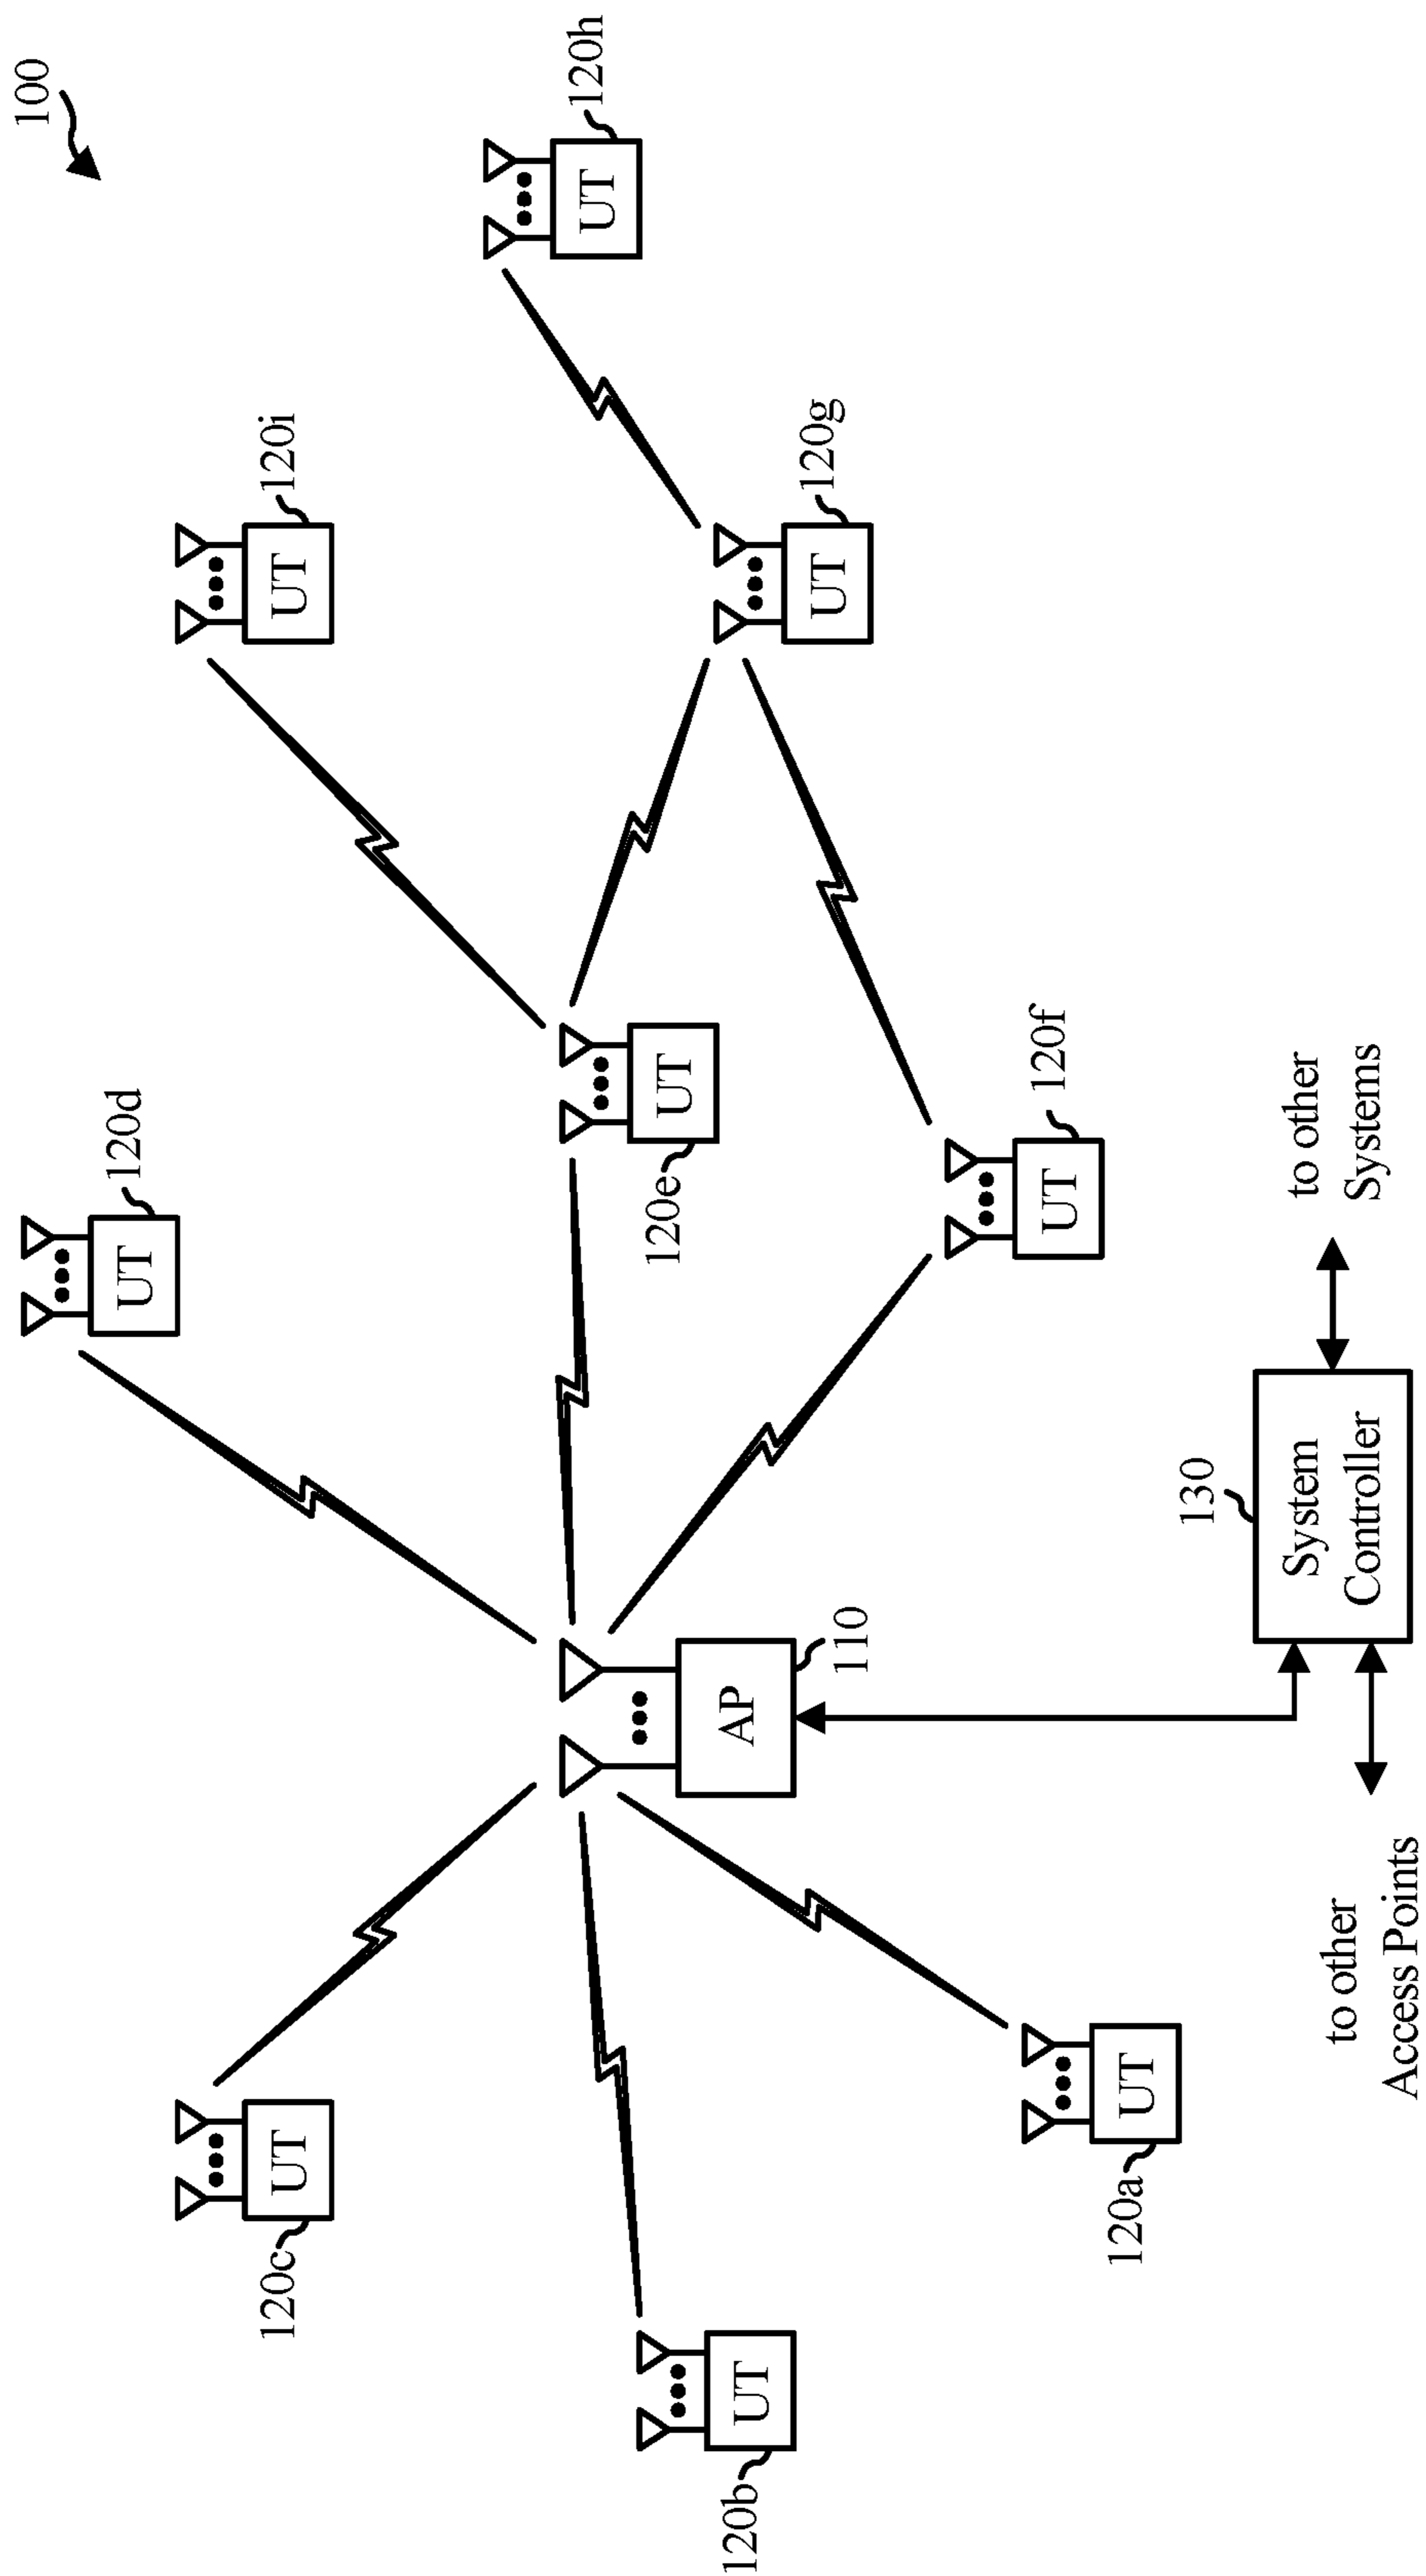 100
120d
UT
120i
UT
120c
UT
120h
UT
120e
UT
120g
UT
120b
UT
AP
110
120f
UT
120a
UT
130
System
Controller
to other
Systems
to other
Access Points